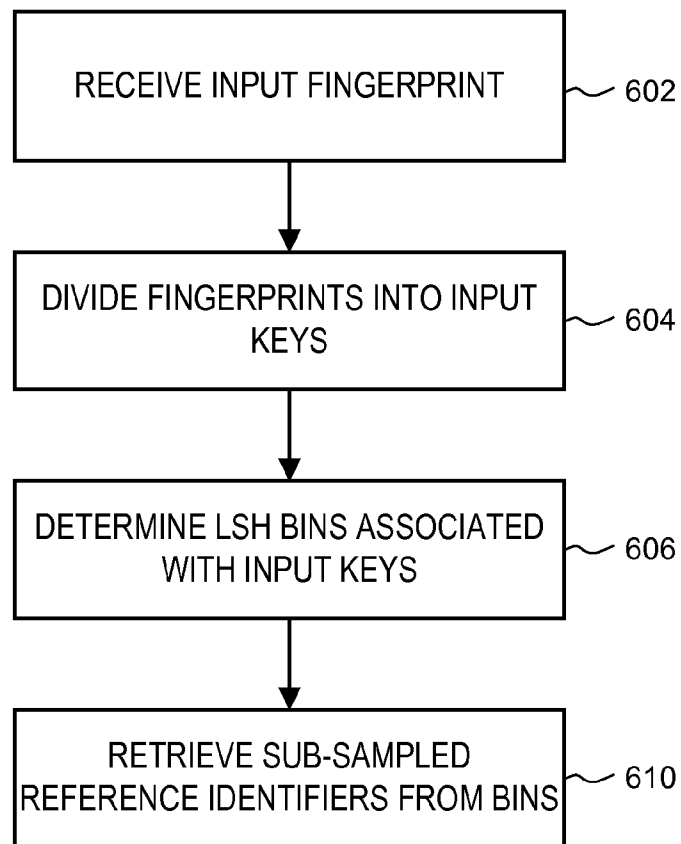 RECEIVE INPUT FINGERPRINT
602
DIVIDE FINGERPRINTS INTO INPUT
KEYS
604
DETERMINE LSH BINS ASSOCIATED
WITH INPUT KEYS
606
RETRIEVE SUB-SAMPLED
REFERENCE IDENTIFIERS FROM BINS
610